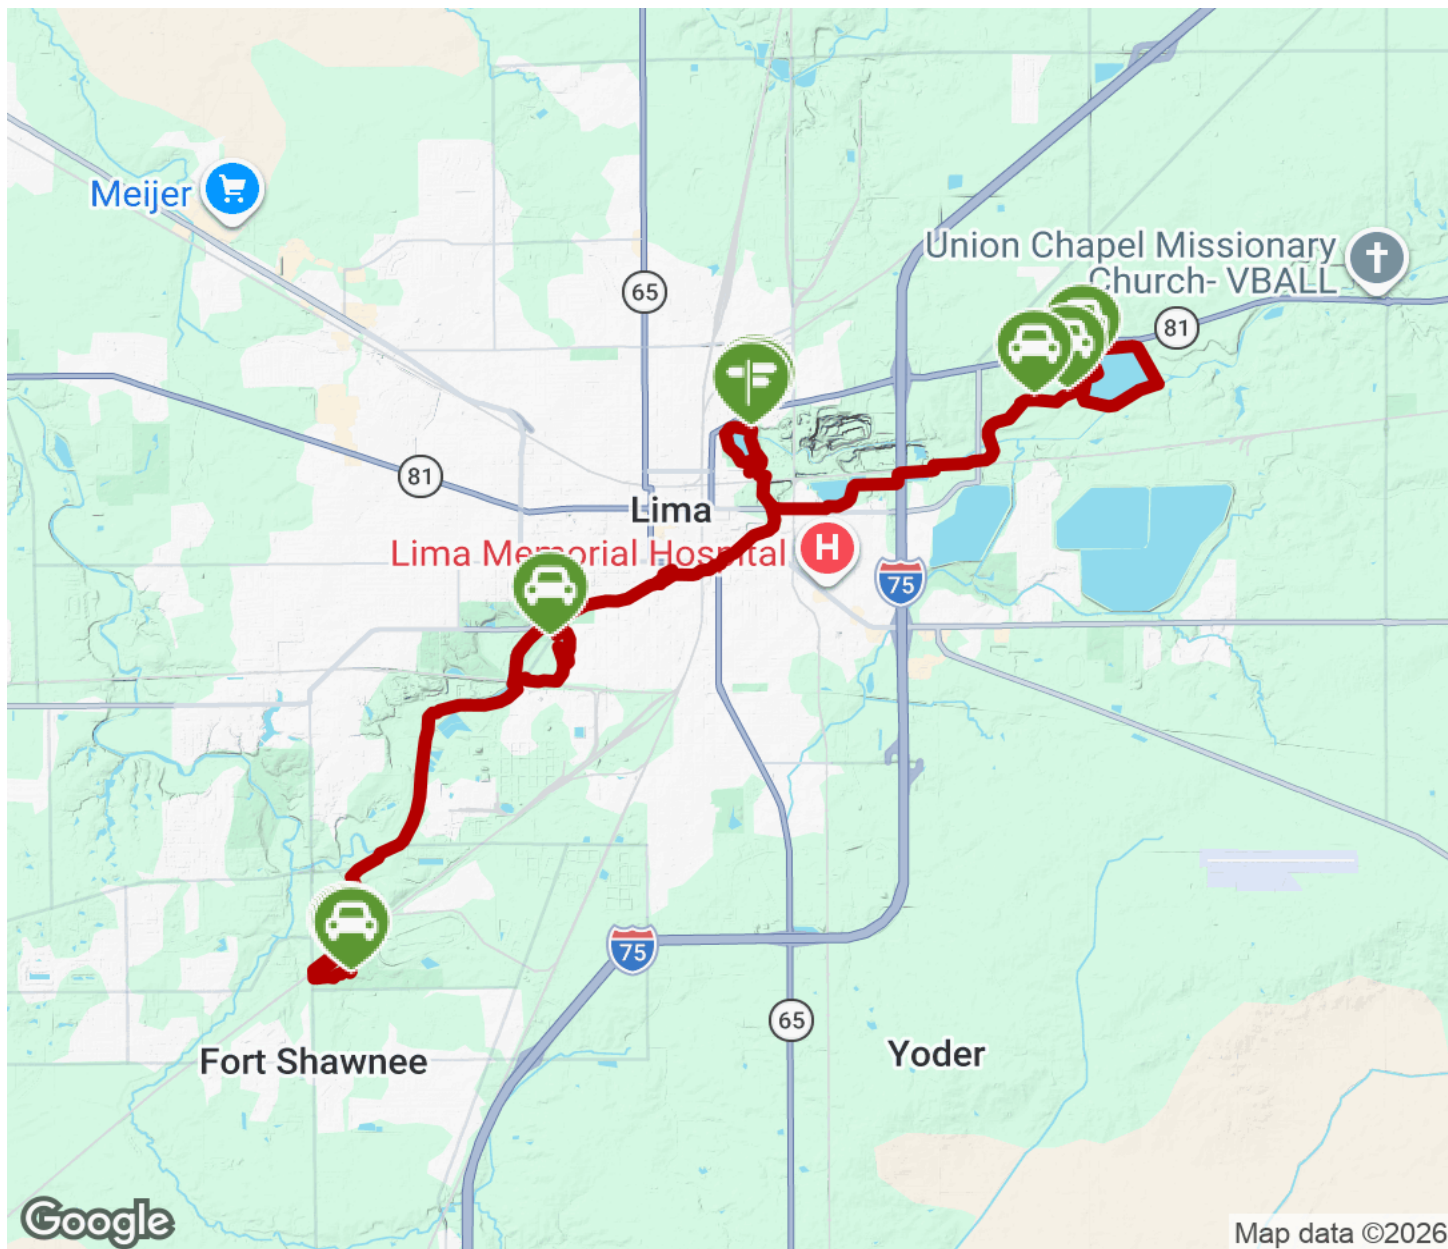 Meijer
65
Union Chapel Missionary
Church- VBALL
81
81
Lima
Lima Memorial Hospital
H
75
75
65
Fort Shawnee
Yoder
Google
Map data ©2026